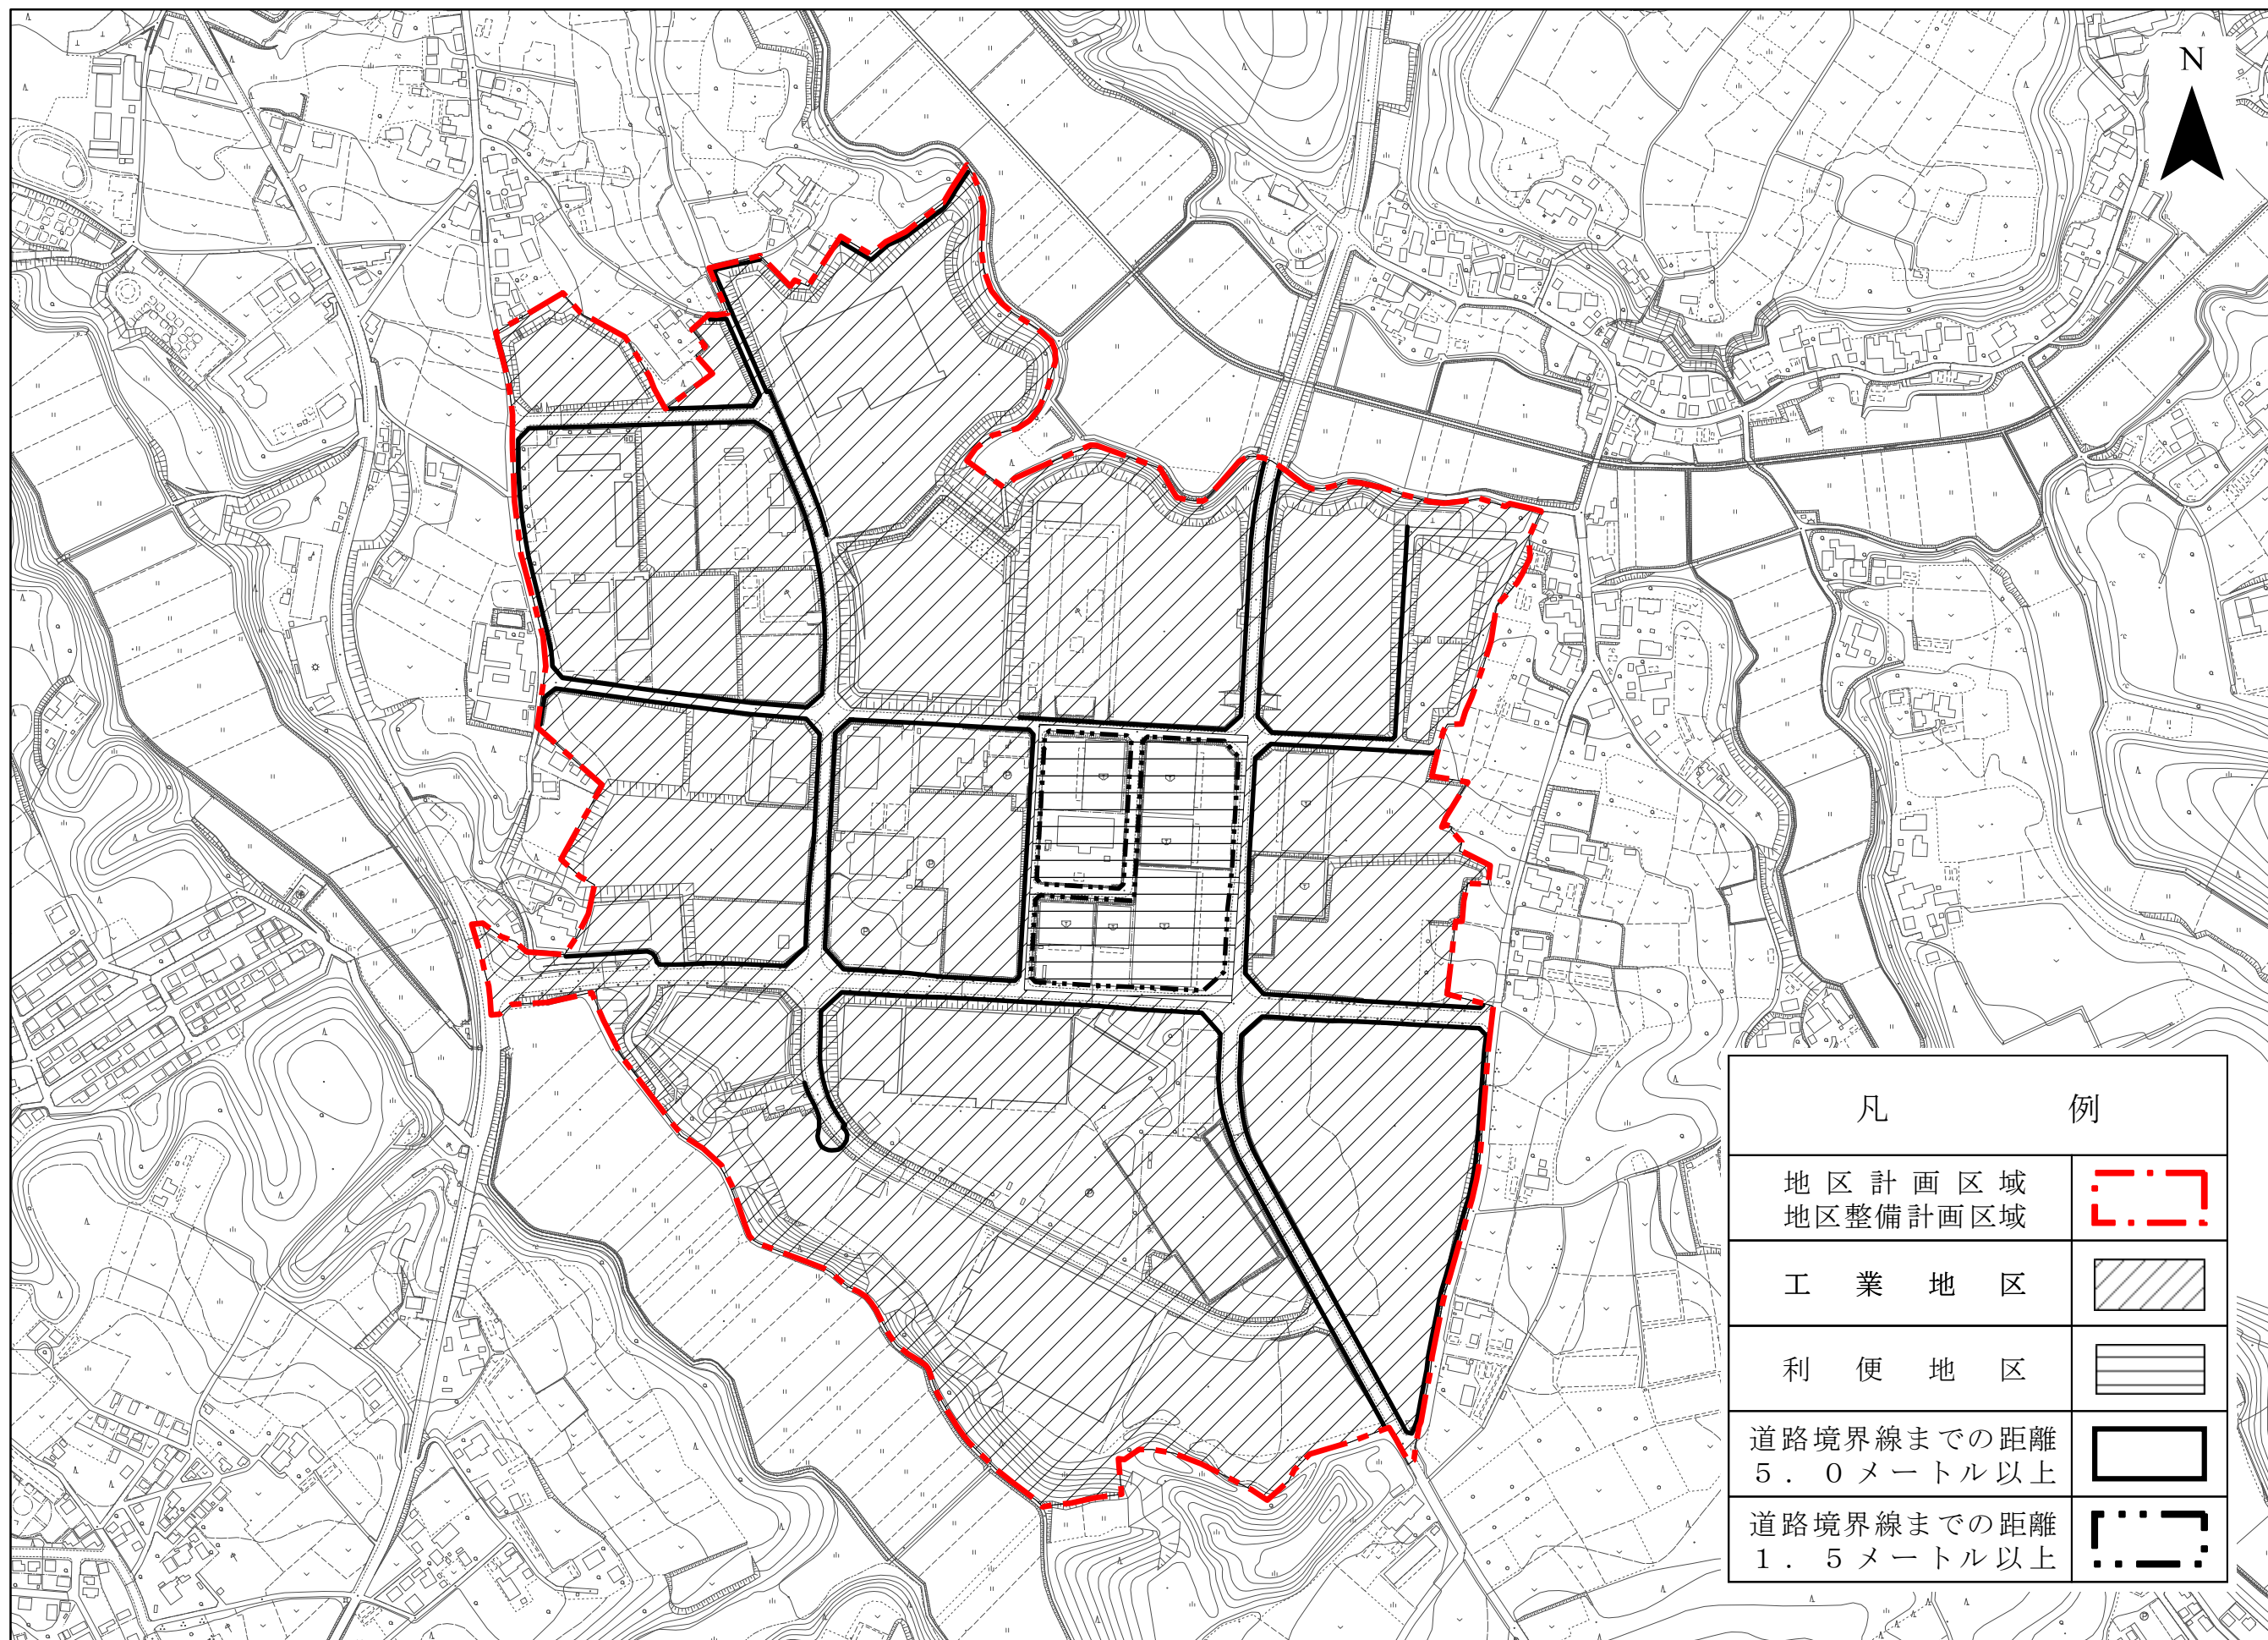 N
凡例
地区計画区域
地区整備計画区域
工業地区
利便地区
道路境界線までの距離
5．0メートル以上
道路境界線までの距離
1．5メートル以上